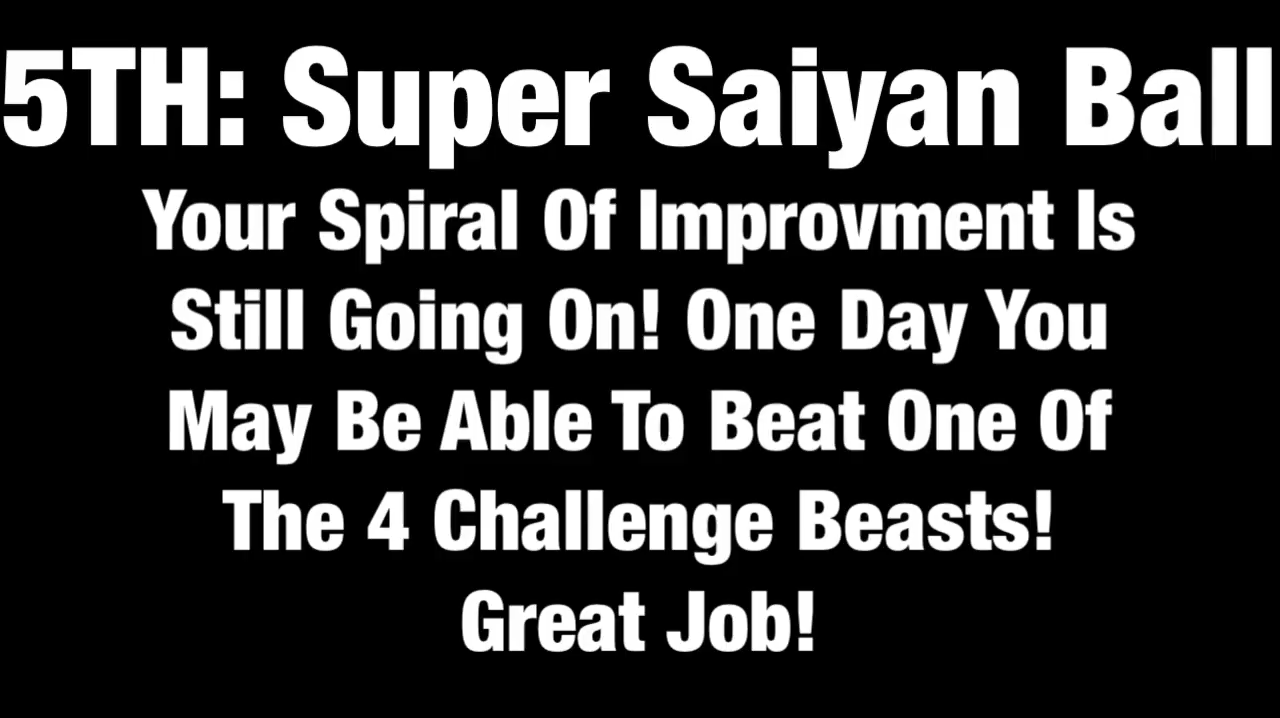 5TH: Super Saiyan Ball
Your Spiral Of Improvment Is
Still Going On! One Day You
May Be Able To Beat One Of
The 4 Challenge Beasts!
Great Job!